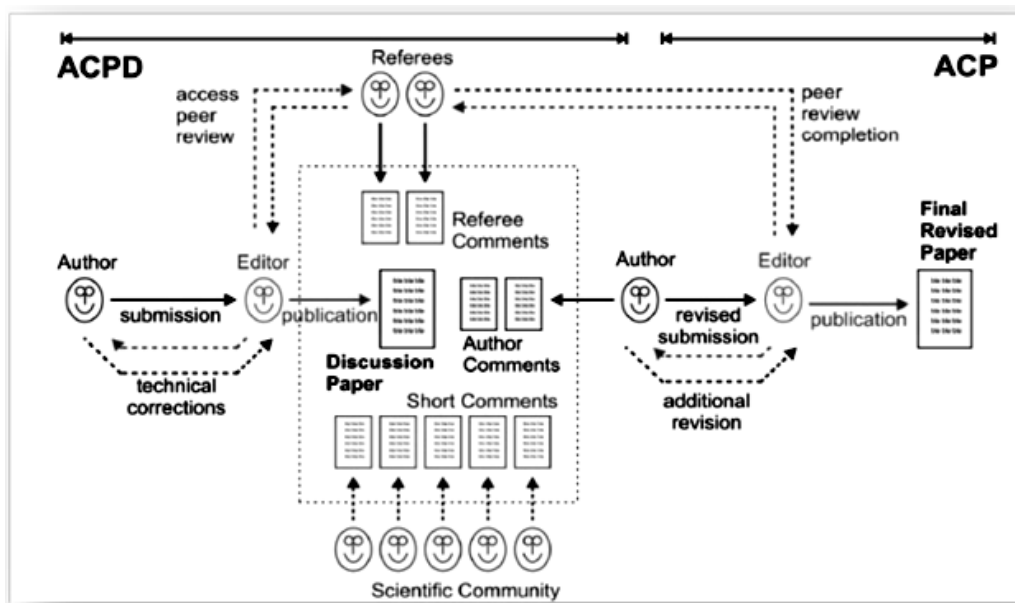 ACPD
ACP
Referees
access
peer
review
peer
review
completion
Referee
Comments
Final
Revised
Paper
Author
Editor
Author
Editor
submission
publication
revised
submission
publication
Author
Comments
Discussion
Paper
technical
corrections
Short Comments
additional
revision
Scientific Community